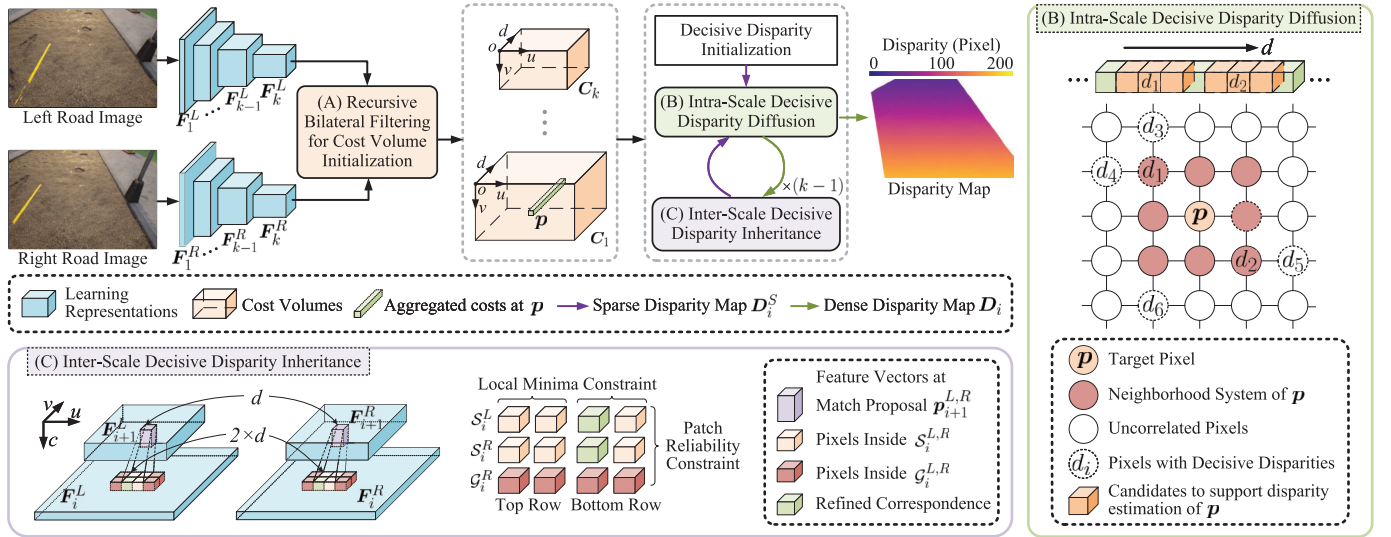 Left Road Image
F_1^L ... F_{k-1}^L F_k^L
Right Road Image
F_1^R ... F_{k-1}^R F_k^R
(A) Recursive
Bilateral Filtering
for Cost Volume
Initialization
d
o
u
v
C_k
d
o
u
v
p
C_1
Decisive Disparity
Initialization
(B) Intra-Scale Decisive
Disparity Diffusion
×(k−1)
(C) Inter-Scale Decisive
Disparity Inheritance
Disparity (Pixel)
0 100 200
Disparity Map
Learning
Representations
Cost Volumes
Aggregated costs at p
Sparse Disparity Map D_i^S
Dense Disparity Map D_i
(C) Inter-Scale Decisive Disparity Inheritance
v
u
c
d
F_{i+1}^L
F_{i+1}^R
2×d
F_i^L
F_i^R
Local Minima Constraint
S_i^L
S_i^R
G_i^R
Top Row Bottom Row
Patch
Reliability
Constraint
Feature Vectors at
Match Proposal p_{i+1}^{L,R}
Pixels Inside S_i^{L,R}
Pixels Inside G_i^{L,R}
Refined Correspondence
(B) Intra-Scale Decisive Disparity Diffusion
d
... d_1 d_2 ...
d_3
d_4 d_1
p
d_2 d_5
d_6
p Target Pixel
Neighborhood System of p
Uncorrelated Pixels
d_i Pixels with Decisive Disparities
Candidates to support disparity
estimation of p